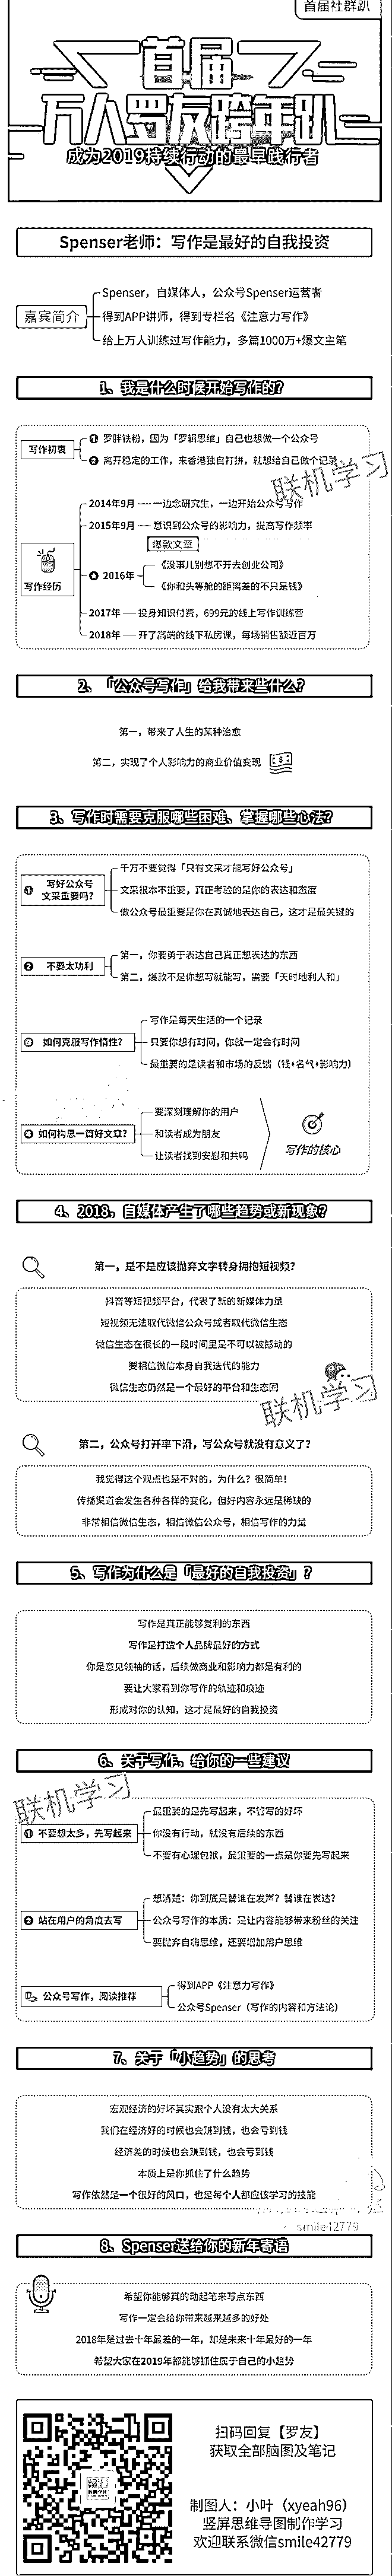 首届社群趴
首届
万人罗友跨年趴
成为2019持续行动的最早践行者
Spenser老师：写作是最好的自我投资
嘉宾简介
Spenser，自媒体人，公众号Spenser运营者
得到APP讲师，得到专栏名《注意力写作》
给上万人训练过写作能力，多篇1000万+爆文主笔
1、我是什么时候开始写作的？
写作初衷
❶ 罗胖铁粉，因为「罗辑思维」自己也想做一个公众号
❷ 离开稳定的工作，来香港独自打拼，就想给自己做个记录
联机学习
写作经历
2014年9月 — 一边念研究生，一边开始公众号写作
2015年9月 — 意识到公众号的影响力，提高写作频率
爆款文章
2016年
《没事儿别想不开去创业公司》
《你和头等舱的距离差的不只是钱》
2017年 — 投身知识付费，699元的线上写作训练营
2018年 — 开了高端的线下私房课，每场销售额近百万
2、「公众号写作」给我带来些什么？
第一，带来了人生的某种治愈
第二，实现了个人影响力的商业价值变现
3、写作时需要克服哪些困难、掌握哪些心法？
❶ 写好公众号
文采重要吗？
千万不要觉得「只有文才能写好公众号」
文采根本不重要，真正考验的是你的表达和态度
做公众号最重要是你在真诚地表达自己，这才是最关键的
❷ 不要太功利
第一，你要勇于表达自己真正想表达的东西
第二，爆款不是你想写就能写，需要「天时地利人和」
❸ 如何克服写作惰性？
写作是每天生活的一个记录
只要你想有时间，你就一定会有时间
最重要的是读者和市场的反馈（钱+名气+影响力）
❹ 如何构思一篇好文章？
要深刻理解你的用户
和读者成为朋友
让读者找到安慰和共鸣
写作的核心
4、2018，自媒体产生了哪些趋势或新现象？
第一，是不是应该抛弃文字转身拥抱短视频？
抖音等短视频平台，代表了新的新媒体力量
短视频无法取代微信公众号或者取代微信生态
微信生态在很长的一段时间里是不可以被撼动的
要相信微信本身自我迭代的能力
微信生态仍然是一个最好的平台和生态圈
联机学习
第二，公众号打开率下滑，写公众号就没有意义了？
我觉得这个观点也是不对的，为什么？很简单！
传播渠道会发生各种各样的变化，但好内容永远是稀缺的
非常相信微信生态，相信微信公众号，相信写作的力量
5、写作为什么是「最好的自我投资」？
写作是真正能够复利的东西
写作是打造个人品牌最好的方式
你是意见领袖的话，后续做商业和影响力都是有利的
要让大家看到你写作的轨迹和痕迹
形成对你的认知，这才是最好的自我投资
6、关于写作，给你的一些建议
联机学习
❶ 不要想太多，先写起来
最重要的是先写起来，不管写的好坏
你没有行动，就没有后续的东西
不要有心理包袱，最重要的一点是你要先写起来
❷ 站在用户的角度去写
想清楚：你到底是替谁在发声？替谁在表达？
公众号写作的本质：是让内容能够带来粉丝的关注
要抛弃自嗨思维，还要增加用户思维
公众号写作，阅读推荐
得到APP《注意力写作》
公众号Spenser（写作的内容和方法论）
7、关于「小趋势」的思考
宏观经济的好坏其实跟个人没有太大关系
我们在经济好的时候也会赚到钱，也会亏到钱
经济差的时候也会赚到钱，也会亏到钱
本质上是你抓住了什么趋势
写作依然是一个很好的风口，也是每个人都应该学习的技能
smile42779
8、Spenser送给你的新年寄语
希望你能够真的动起笔来写点东西
写作一定会给你带来越来越多的好处
2018年是过去十年最差的一年，却是未来十年最好的一年
希望大家在2019年都能够抓住属于自己的小趋势
扫码回复【罗友】
获取全部脑图及笔记
制图人：小叶（xyeah96）
竖屏思维导图制作学习
欢迎联系微信smile42779